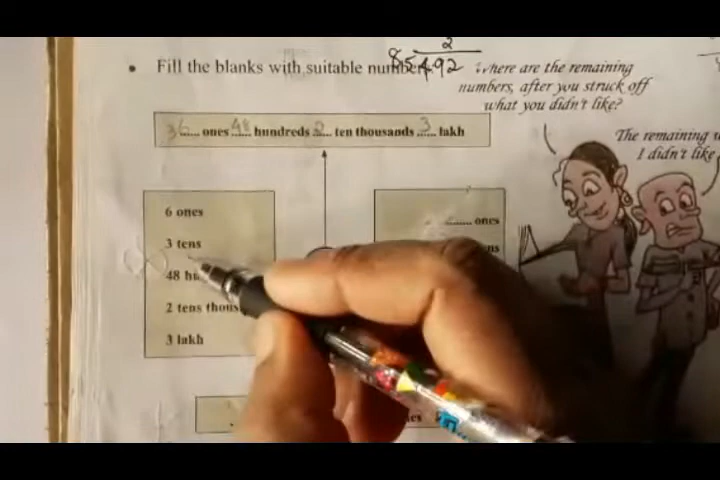 2
• Fill the blanks with suitable number
85492
Where are the remaining
numbers, after you struck off
what you didn't like?
36 ones 48 hundreds 2 ten thousands 3 lakh
The remaining
I didn't like
6 ones
3 tens
48 hu
2 tens thous
3 lakh
ones